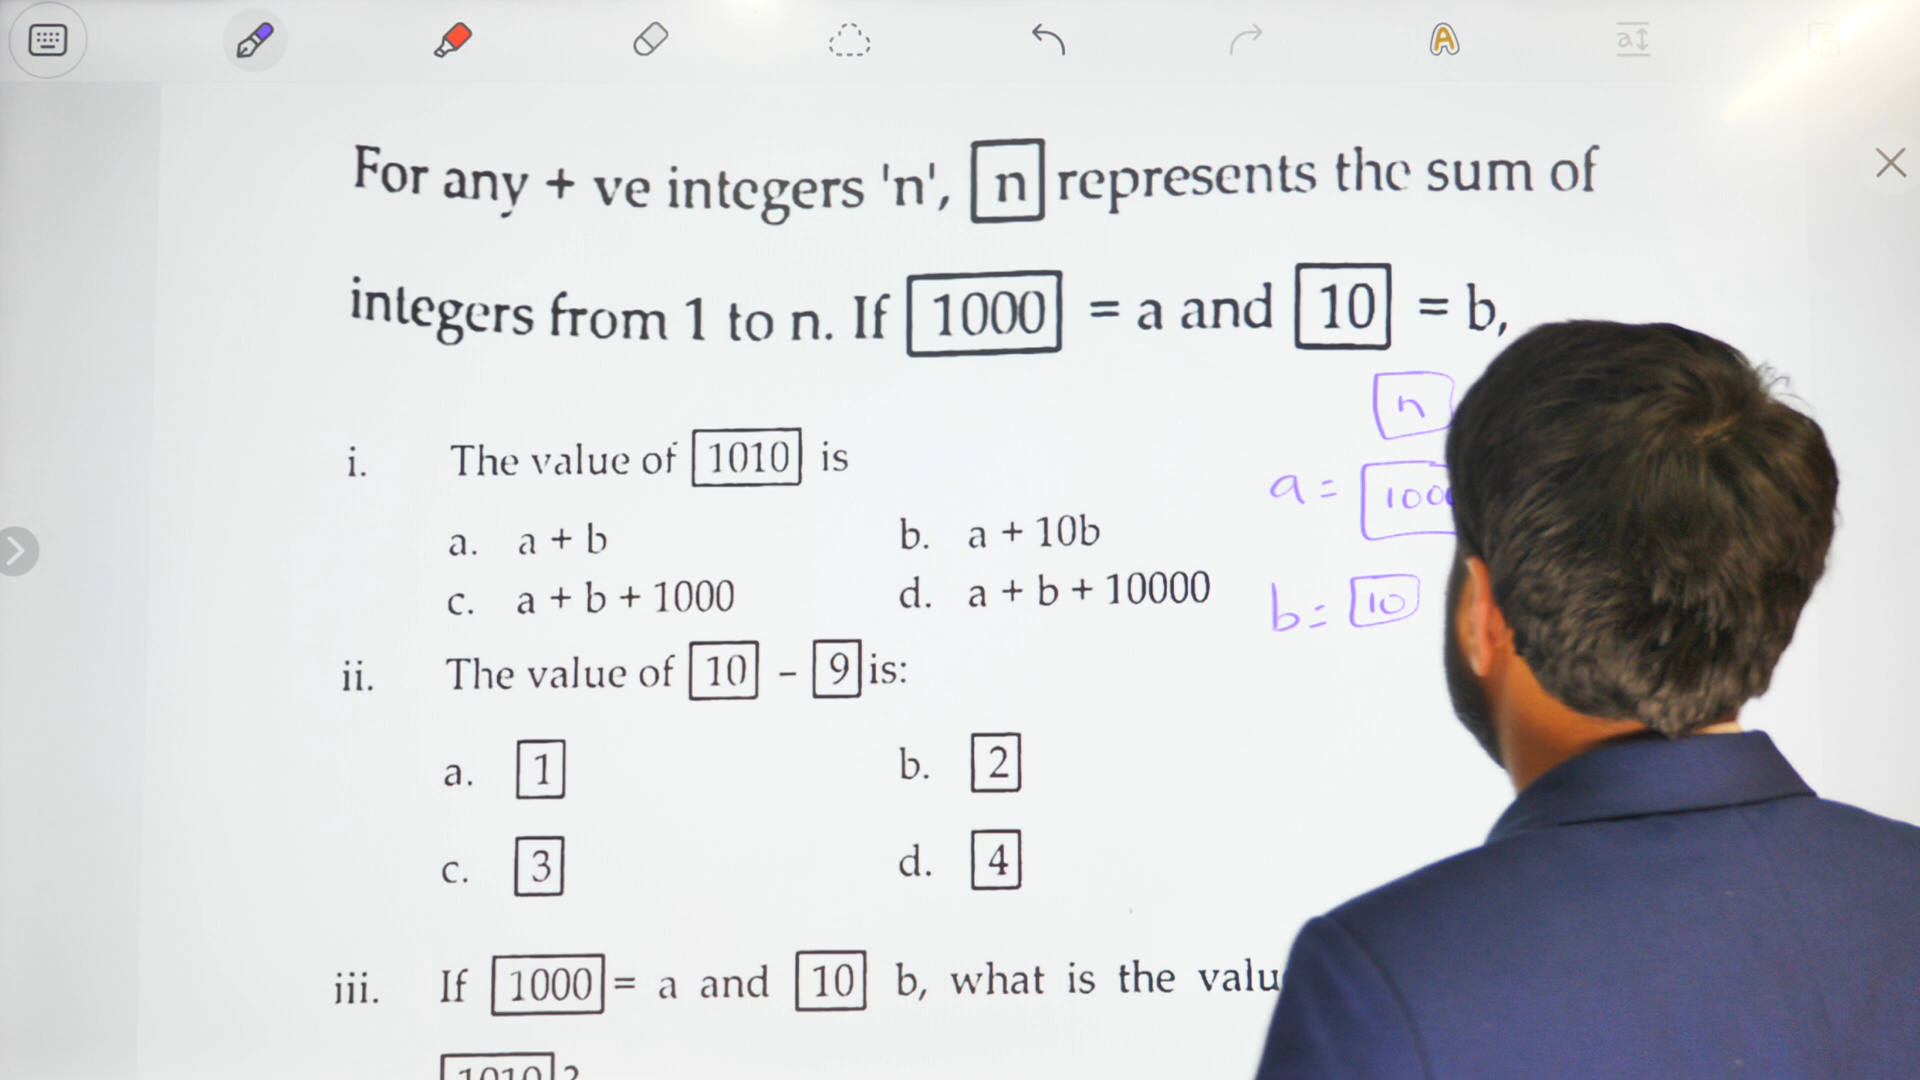 For any + ve integers 'n', n represents the sum of
integers from 1 to n. If 1000 = a and 10 = b,
n
i. The value of 1010 is
a =
a. a + b b. a + 10b
c. a + b + 1000 d. a + b + 10000
b = 10
ii. The value of 10 – 9 is:
a. 1 b. 2
c. 3 d. 4
iii. If 1000 = a and 10 b, what is the
1010 ?